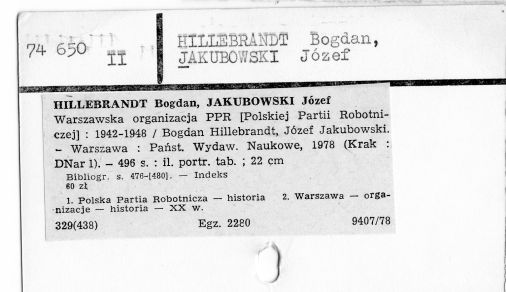 74 650 II
HILLEBRANDT Bogdan,
JAKUBOWSKI Józef
HILLEBRANDT Bogdan, JAKUBOWSKI Józef
Warszawska organizacja PPR [Polskiej Partii Robotni-
czej] : 1942-1948 / Bogdan Hillebrandt, Józef Jakubowski.
– Warszawa : Państ. Wydaw. Naukowe, 1978 (Krak :
DNar 1). – 496 s. : il. portr. tab. ; 22 cm
Bibliogr. s. 476-[480]. — Indeks
60 zł
1. Polska Partia Robotnicza — historia 2. Warszawa — orga-
nizacje — historia — XX w.
329(438) Egz. 2280 9407/78